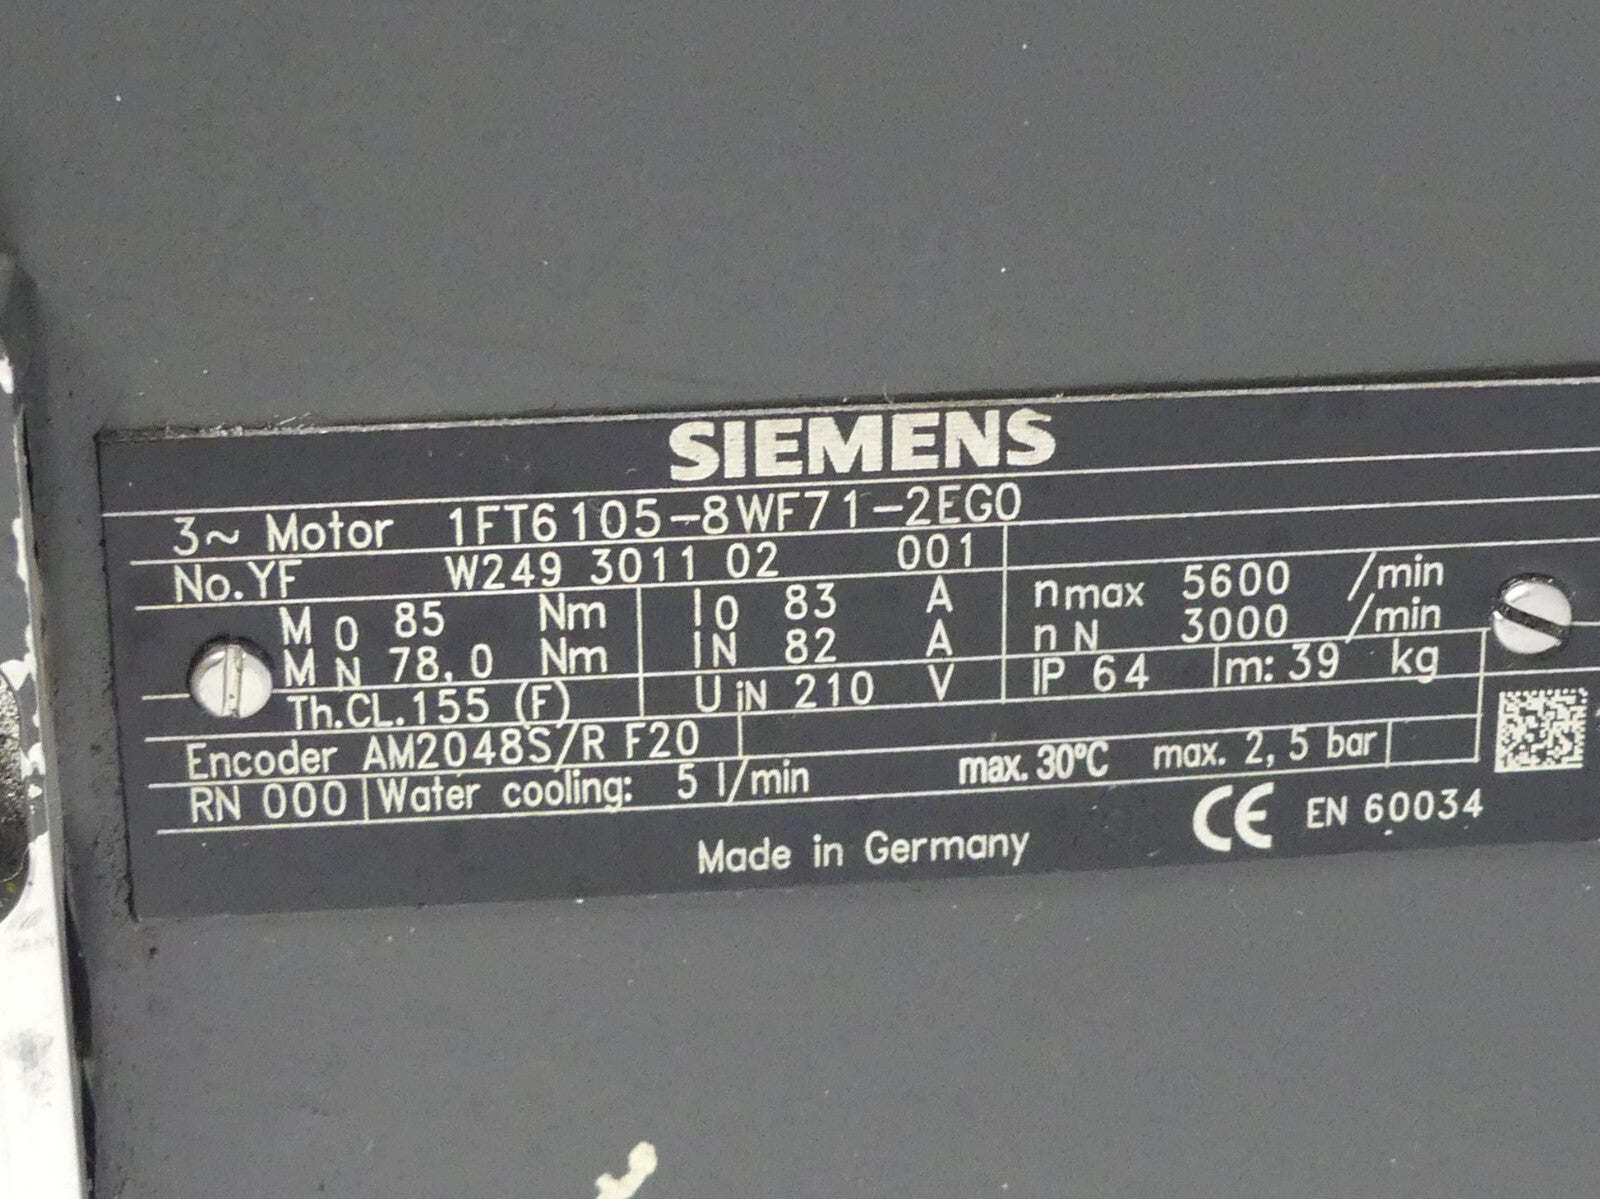 SIEMENS
3~ Motor 1FT6105-8WF71-2EG0
No.YF W249 3011 02 001
M 0 85 Nm I0 83 A n max 5600 /min
M N 78,0 Nm IN 82 A n N 3000 /min
Th.CL.155 (F) U iN 210 V IP 64 m: 39 kg
Encoder AM2048S/R F20
RN 000 Water cooling: 5 l/min max. 30°C max. 2,5 bar
Made in Germany CE EN 60034